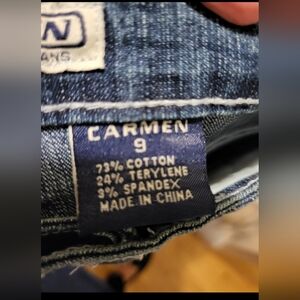 CARMEN
9
73% COTTON
24% TERYLENE
3% SPANDEX
MADE IN CHINA